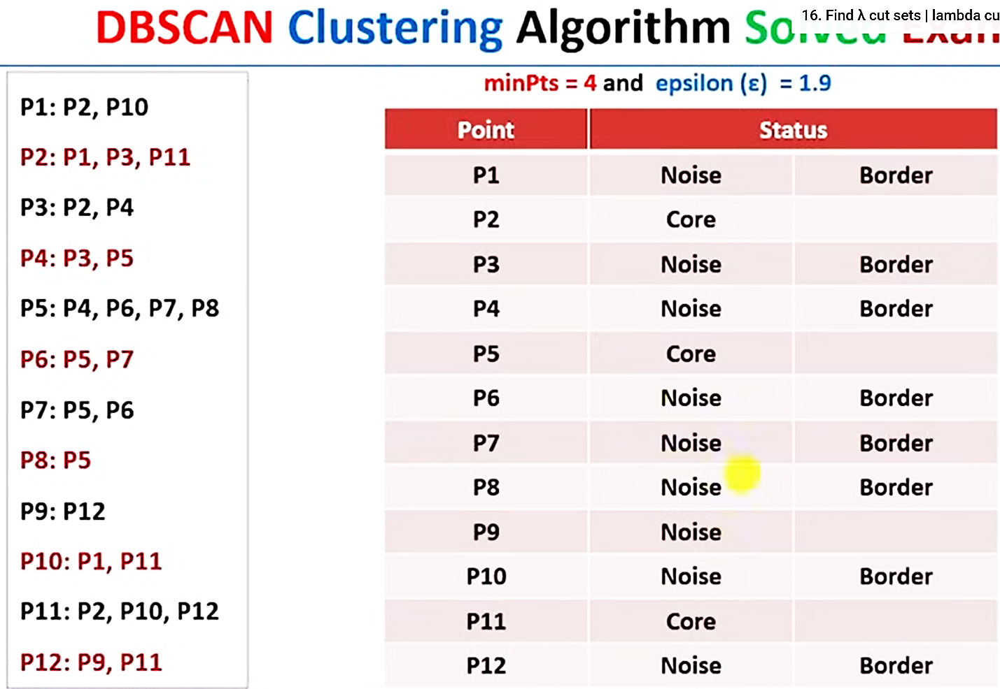 DBSCAN Clustering Algorithm Solved Exam
16. Find λ cut sets | lambda cu
minPts = 4 and epsilon (ε) = 1.9
P1: P2, P10
P2: P1, P3, P11
P3: P2, P4
P4: P3, P5
P5: P4, P6, P7, P8
P6: P5, P7
P7: P5, P6
P8: P5
P9: P12
P10: P1, P11
P11: P2, P10, P12
P12: P9, P11
Point Status
P1 Noise Border
P2 Core
P3 Noise Border
P4 Noise Border
P5 Core
P6 Noise Border
P7 Noise Border
P8 Noise Border
P9 Noise
P10 Noise Border
P11 Core
P12 Noise Border